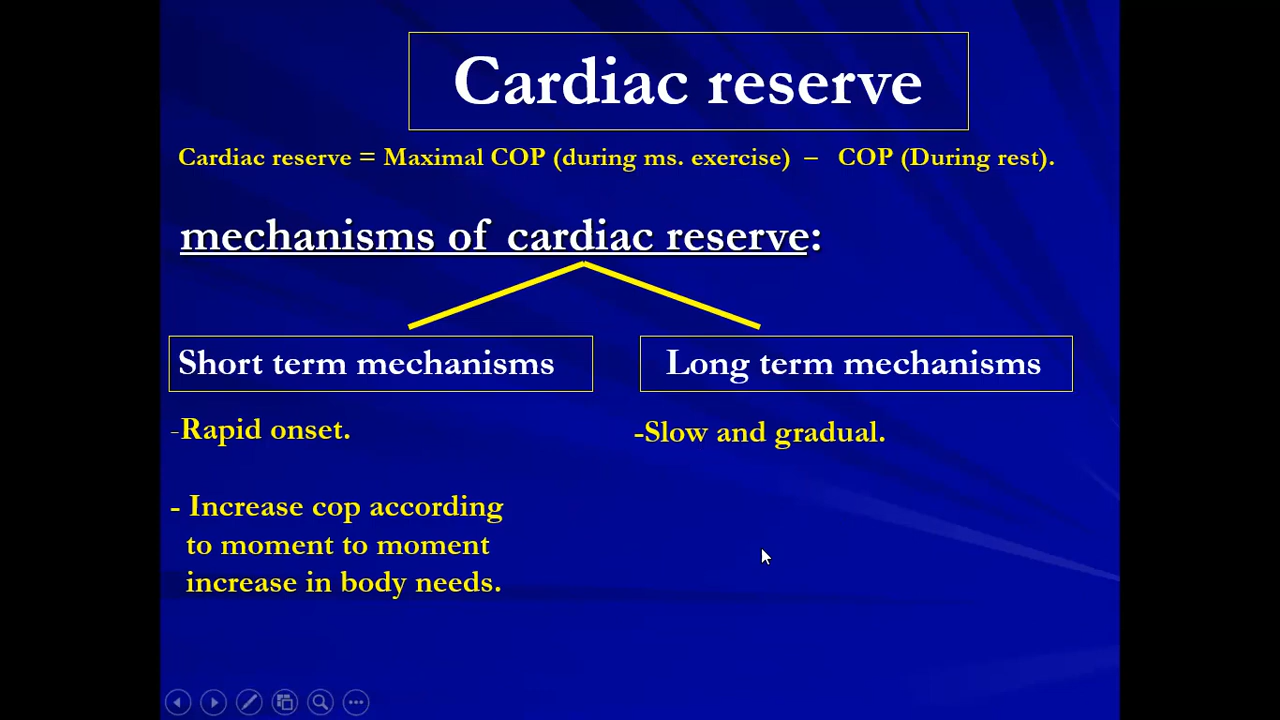 Cardiac reserve
Cardiac reserve = Maximal COP (during ms. exercise) – COP (During rest).
mechanisms of cardiac reserve:
Short term mechanisms
-Rapid onset.
- Increase cop according
to moment to moment
increase in body needs.
Long term mechanisms
-Slow and gradual.